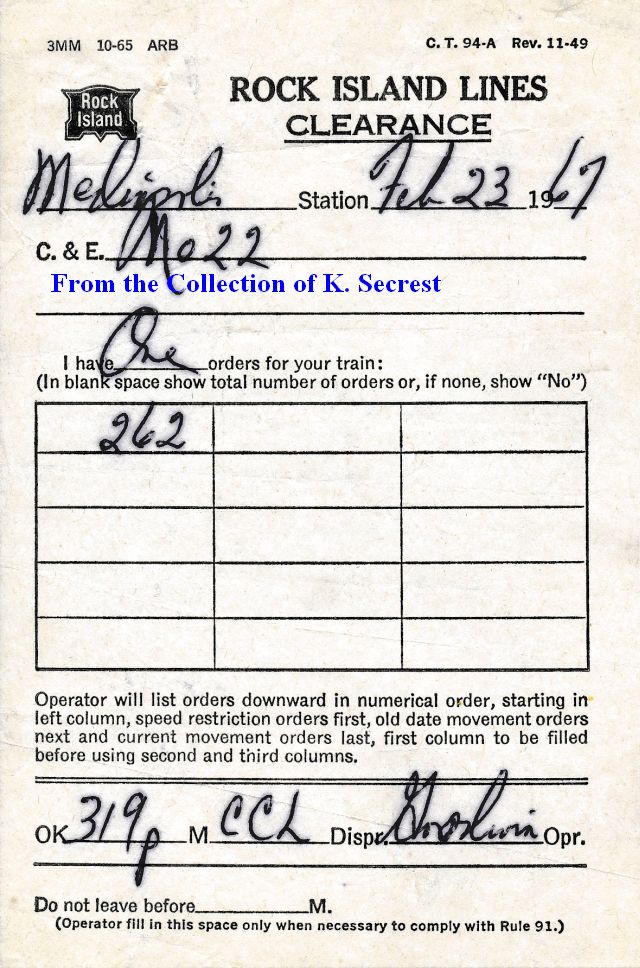 3MM 10-65 ARB C. T. 94-A Rev. 11-49
Rock Island
ROCK ISLAND LINES
CLEARANCE
Mediapolis Station Feb 23 1967
C. & E. No 22
From the Collection of K. Secrest
I have One orders for your train:
(In blank space show total number of orders or, if none, show “No”)
262
Operator will list orders downward in numerical order, starting in
left column, speed restriction orders first, old date movement orders
next and current movement orders last, first column to be filled
before using second and third columns.
OK 319p M CCL Dispr. Goodwin Opr.
Do not leave before M.
(Operator fill in this space only when necessary to comply with Rule 91.)